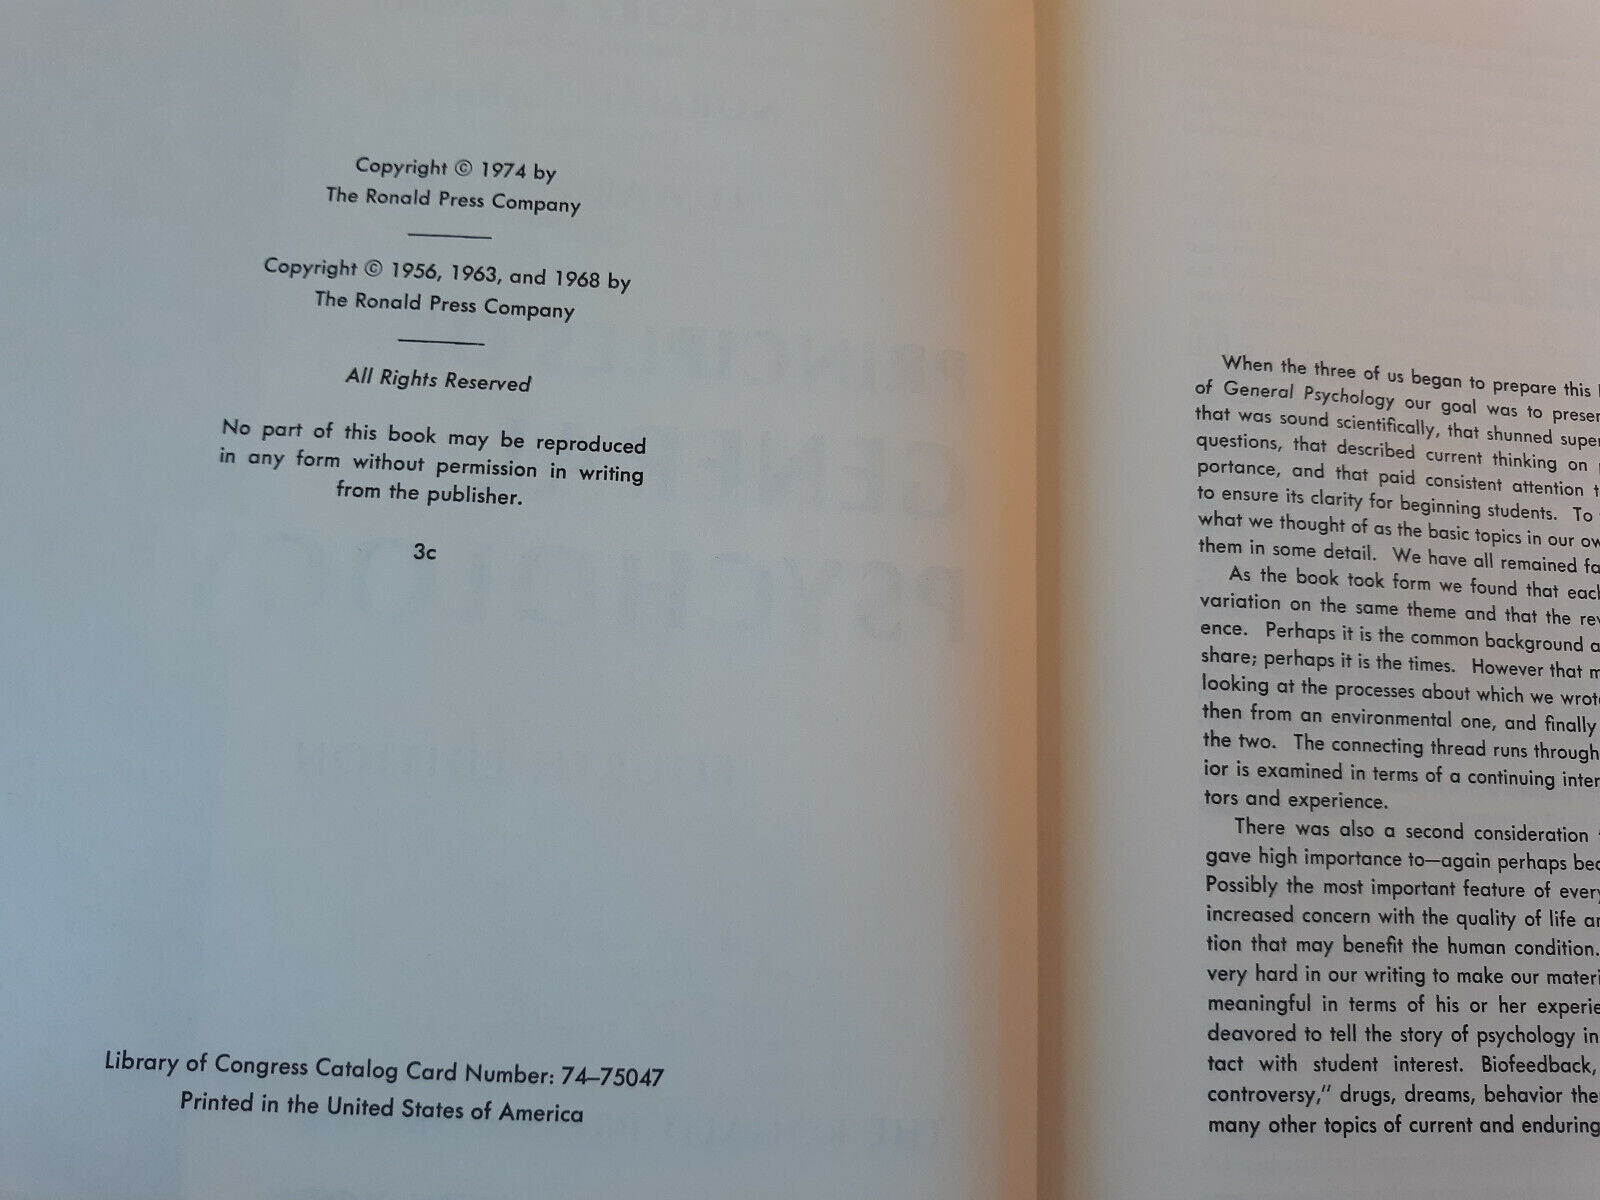 Copyright © 1974 by
The Ronald Press Company
Copyright © 1956, 1963, and 1968 by
The Ronald Press Company
All Rights Reserved
No part of this book may be reproduced
in any form without permission in writing
from the publisher.
3c
Library of Congress Catalog Card Number: 74–75047
Printed in the United States of America
When the three of us began to prepare this
of General Psychology our goal was to
that was sound scientifically, that shunned
questions, that described current thinking on
portance, and that paid consistent attention
to ensure its clarity for beginning students. To
what we thought of as the basic topics in our
them in some detail. We have all remained
As the book took form we found that
variation on the same theme and that the
ence. Perhaps it is the common background
share; perhaps it is the times. However that
looking at the processes about which we
then from an environmental one, and finally
the two. The connecting thread runs
ior is examined in terms of a continuing
tors and experience.
There was also a second consideration
gave high importance to—again perhaps
Possibly the most important feature of
increased concern with the quality of life
tion that may benefit the human condition.
very hard in our writing to make our
meaningful in terms of his or her
deavored to tell the story of psychology in
tact with student interest. Biofeedback,
controversy,” drugs, dreams, behavior
many other topics of current and enduring